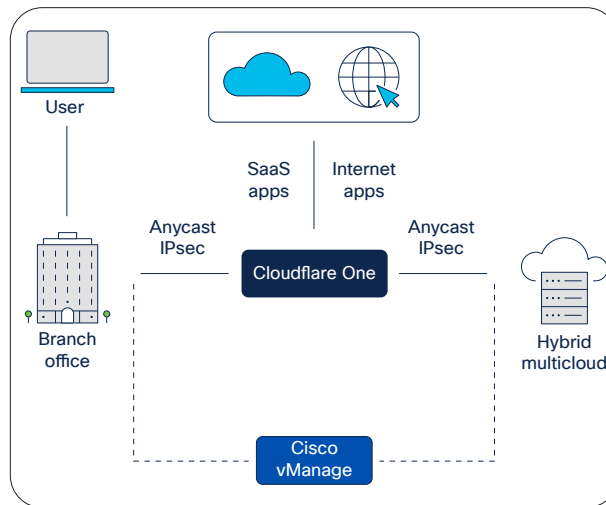 User
SaaS
apps
Internet
apps
Anycast
IPsec
Anycast
IPsec
Cloudflare One
Branch
office
Hybrid
multicloud
Cisco
vManage